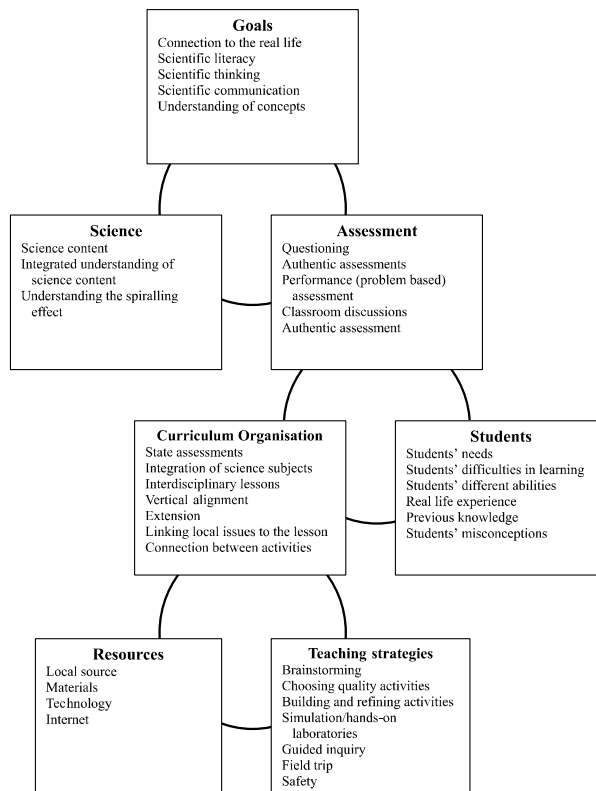 Goals
Connection to the real life
Scientific literacy
Scientific thinking
Scientific communication
Understanding of concepts
Science
Science content
Integrated understanding of
science content
Understanding the spiralling
effect
Assessment
Questioning
Authentic assessments
Performance (problem based)
assessment
Classroom discussions
Authentic assessment
Curriculum Organisation
State assessments
Integration of science subjects
Interdisciplinary lessons
Vertical alignment
Extension
Linking local issues to the lesson
Connection between activities
Students
Students’ needs
Students’ difficulties in learning
Students’ different abilities
Real life experience
Previous knowledge
Students’ misconceptions
Resources
Local source
Materials
Technology
Internet
Teaching strategies
Brainstorming
Choosing quality activities
Building and refining activities
Simulation/hands-on
laboratories
Guided inquiry
Field trip
Safety